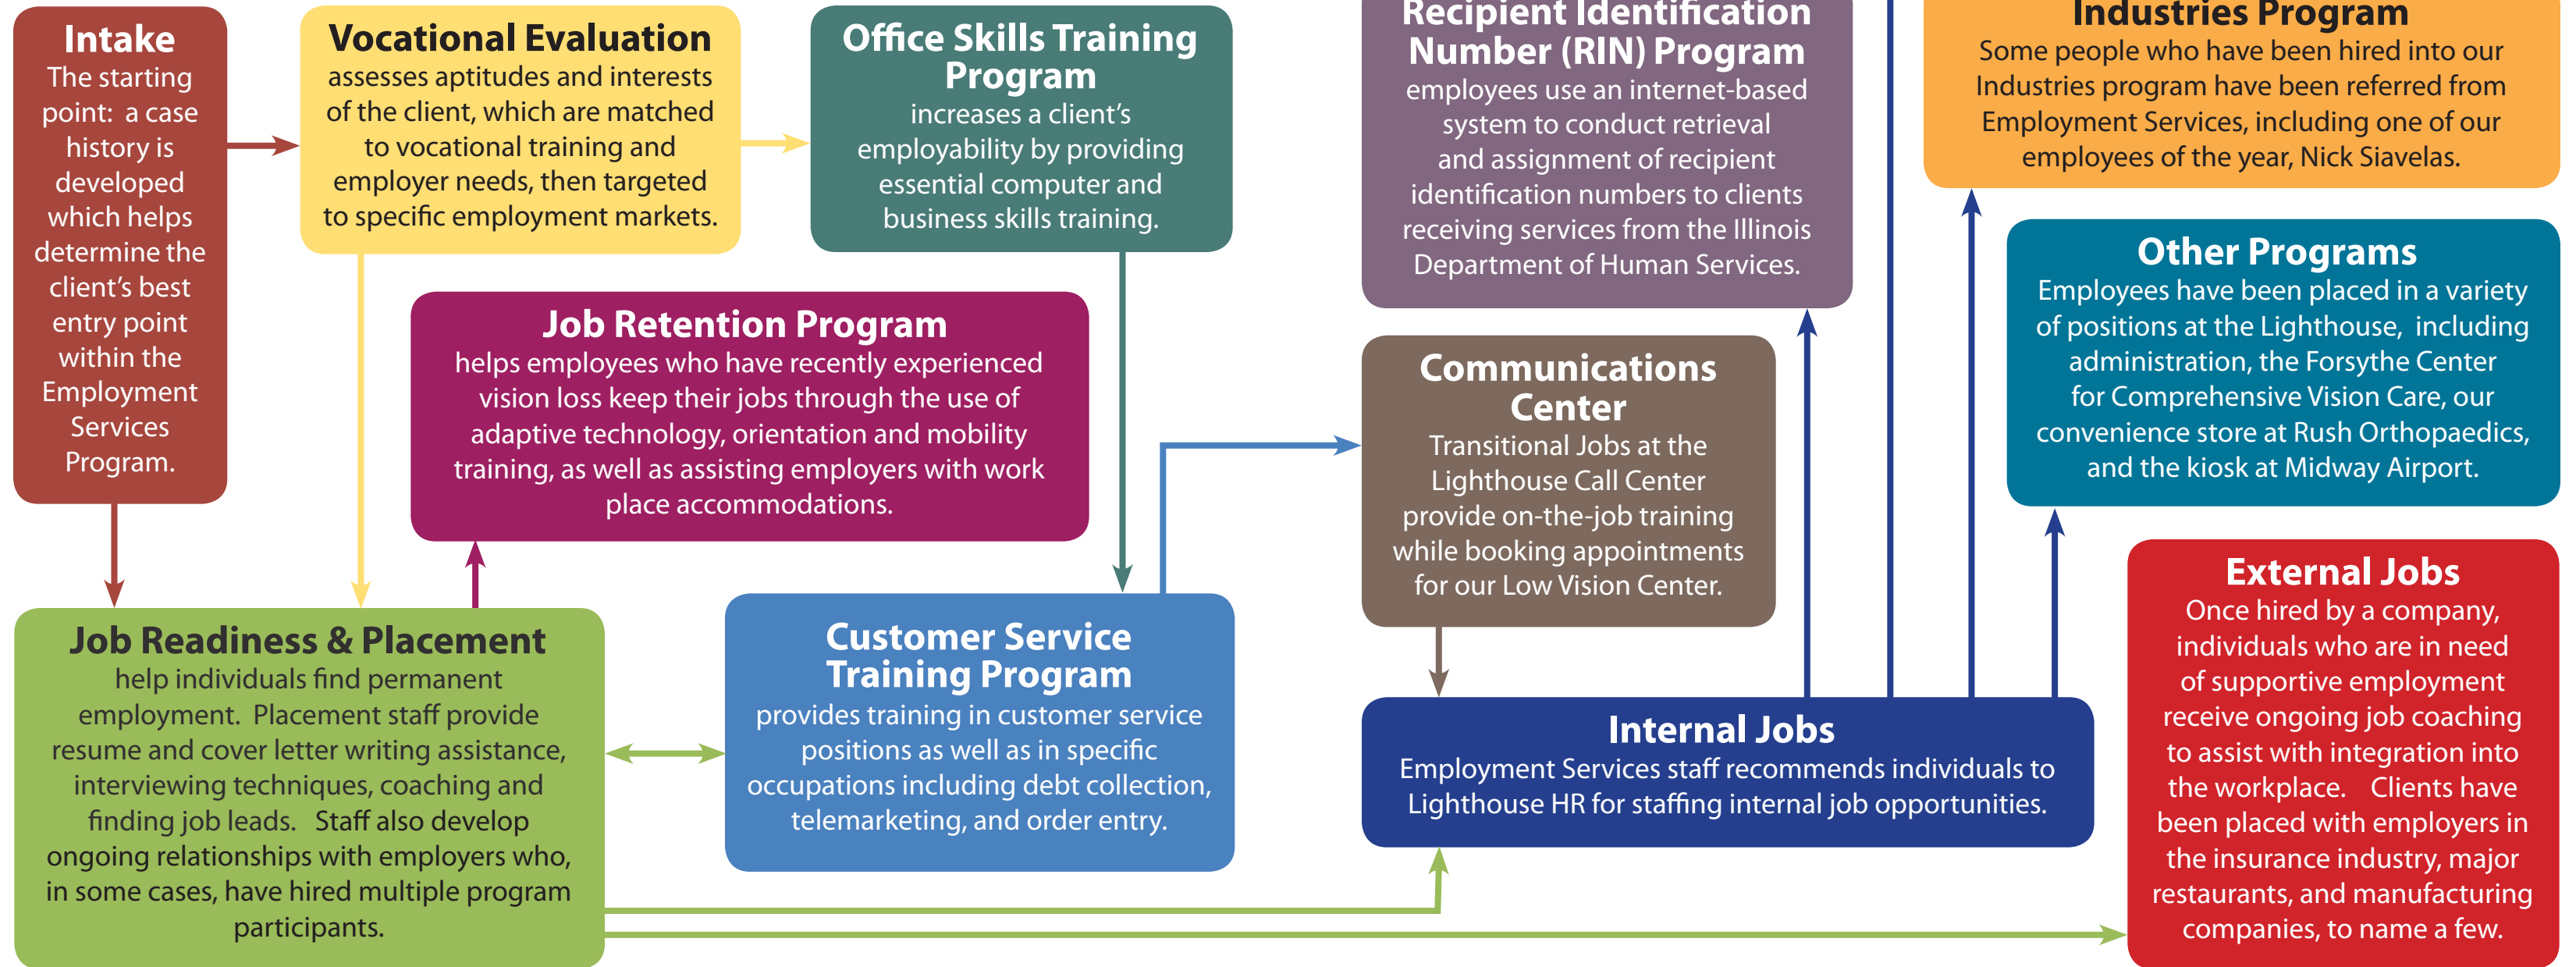 Intake
The starting
point:  a case
history is
developed
which helps
determine the
client’s best
entry point
within the
Employment
Services
Program.
Vocational Evaluation
assesses aptitudes and interests
of the client, which are matched
to vocational training and
employer needs, then targeted
to specific employment markets.
Office Skills Training
Program
increases a client’s
employability by providing
essential computer and
business skills training.
Recipient Identification
Number (RIN) Program
employees use an internet-based
system to conduct retrieval
and assignment of recipient
identification numbers to clients
receiving services from the Illinois
Department of Human Services.
Industries Program
Some people who have been hired into our
Industries program have been referred from
Employment Services, including one of our
employees of the year, Nick Siavelas.
Job Retention Program
helps employees who have recently experienced
vision loss keep their jobs through the use of
adaptive technology, orientation and mobility
training, as well as assisting employers with work
place accommodations.
Communications
Center
Transitional Jobs at the
Lighthouse Call Center
provide on-the-job training
while booking appointments
for our Low Vision Center.
Other Programs
Employees have been placed in a variety
of positions at the Lighthouse,  including
administration, the Forsythe Center
for Comprehensive Vision Care, our
convenience store at Rush Orthopaedics,
and the kiosk at Midway Airport.
Job Readiness & Placement
help individuals find permanent
employment.  Placement staff provide
resume and cover letter writing assistance,
interviewing techniques, coaching and
finding job leads.   Staff also develop
ongoing relationships with employers who,
in some cases, have hired multiple program
participants.
Customer Service
Training Program
provides training in customer service
positions as well as in specific
occupations including debt collection,
telemarketing, and order entry.
Internal Jobs
Employment Services staff recommends individuals to
Lighthouse HR for staffing internal job opportunities.
External Jobs
Once hired by a company,
individuals who are in need
of supportive employment
receive ongoing job coaching
to assist with integration into
the workplace.   Clients have
been placed with employers in
the insurance industry, major
restaurants, and manufacturing
companies, to name a few.